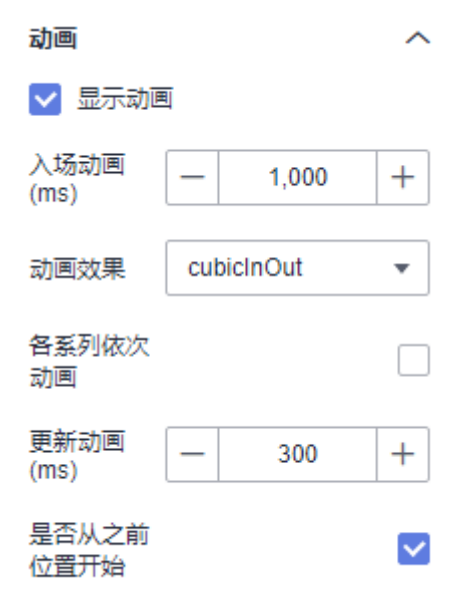 动画
显示动画
入场动画
(ms)
1,000
动画效果
cubicInOut
各系列依次
动画
更新动画
(ms)
300
是否从之前
位置开始